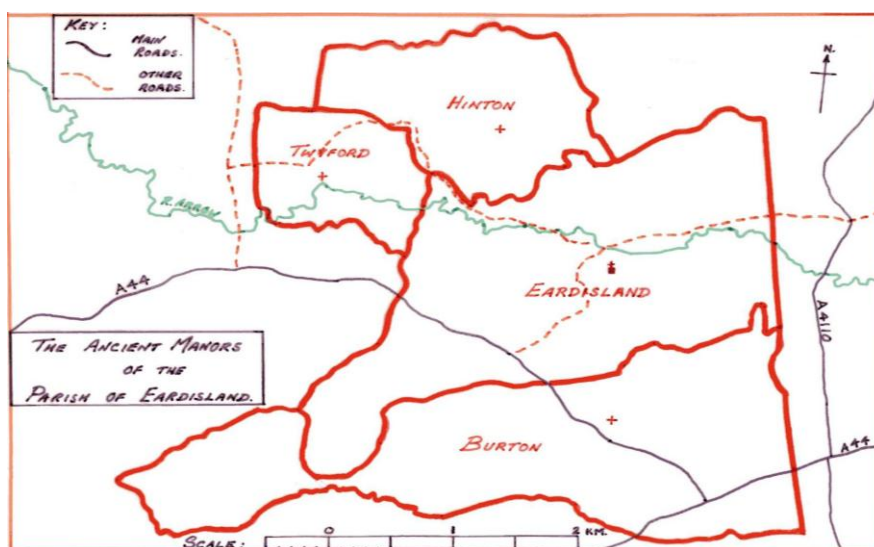 KEY:
MAIN
ROADS.
OTHER
ROADS.
N.
HINTON
TWYFORD
R. ARROW
A44
EARDISLAND
A4110
THE ANCIENT MANORS
OF THE
PARISH OF EARDISLAND.
BURTON
A44
SCALE:
0 1 2 KM.